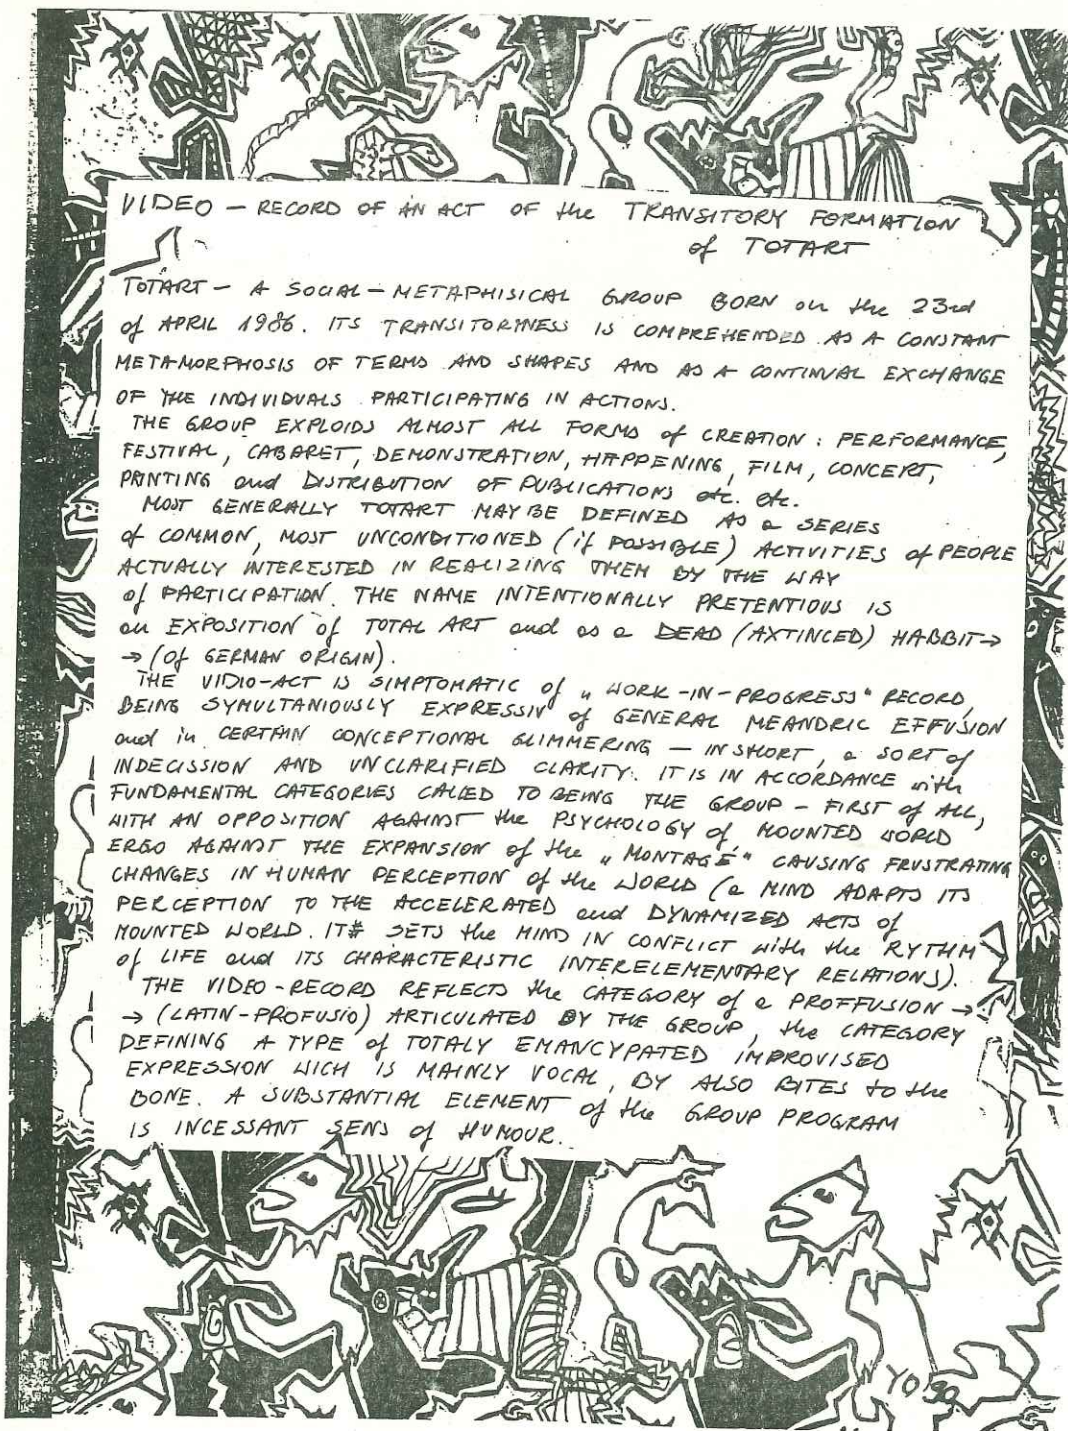 VIDEO – RECORD OF AN ACT OF the TRANSITORY FORMATION
of TOTART
TOTART – A SOCIAL – METAPHISICAL GROUP BORN on the 23rd
of APRIL 1986. ITS TRANSITORYNESS IS COMPREHENDED AS A CONSTANT
METAMORPHOSIS OF TERMS AND SHAPES AND AS A CONTINUAL EXCHANGE
OF THE INDIVIDUALS PARTICIPATING IN ACTIONS.
THE GROUP EXPLOIDS ALMOST ALL FORMS of CREATION : PERFORMANCE,
FESTIVAL, CABARET, DEMONSTRATION, HAPPENING, FILM, CONCERT,
PRINTING and DISTRIBUTION OF PUBLICATIONS etc. etc.
MOST GENERALLY TOTART MAY BE DEFINED AS a SERIES
of COMMON, MOST UNCONDITIONED (if POSSIBLE) ACTIVITIES of PEOPLE
ACTUALLY INTERESTED IN REALIZING THEM BY THE WAY
of PARTICIPATION. THE NAME INTENTIONALLY PRETENTIOUS IS
an EXPOSITION of TOTAL ART and as a DEAD (AXTINCED) HABBIT →
→ (OF GERMAN ORIGIN).
THE VIDIO-ACT IS SIMPTOMATIC of „WORK-IN-PROGRESS" RECORD,
BEING SYMULTANIOUSLY EXPRESSIV of GENERAL MEANDRIC EFFUSION
and in CERTAIN CONCEPTIONAL GLIMMERING – IN SHORT, a SORT of
INDECISSION AND UNCLARIFIED CLARITY. IT IS IN ACCORDANCE with
FUNDAMENTAL CATEGORIES CALLED TO BEING THE GROUP – FIRST of ALL,
WITH AN OPPOSITION AGAINST the PSYCHOLOGY of MOUNTED WORLD
ERGO AGAINST THE EXPANSION of the „MONTAGE" CAUSING FRUSTRATING
CHANGES IN HUMAN PERCEPTION of the WORLD (a MIND ADAPTS ITS
PERCEPTION TO THE ACCELERATED and DYNAMIZED ACTS of
MOUNTED WORLD. IT SETS the MIND IN CONFLICT with the RYTHM
of LIFE and ITS CHARACTERISTIC INTERELEMENTARY RELATIONS).
THE VIDEO-RECORD REFLECTS the CATEGORY of a PROFFUSION →
→ (LATIN-PROFUSIO) ARTICULATED BY THE GROUP, the CATEGORY
DEFINING A TYPE of TOTALY EMANCYPATED IMPROVISED
EXPRESSION WICH IS MAINLY VOCAL, BY ALSO BITES to the
BONE. A SUBSTANTIAL ELEMENT of the GROUP PROGRAM
IS INCESSANT SENS of HUMOUR.
YO 90